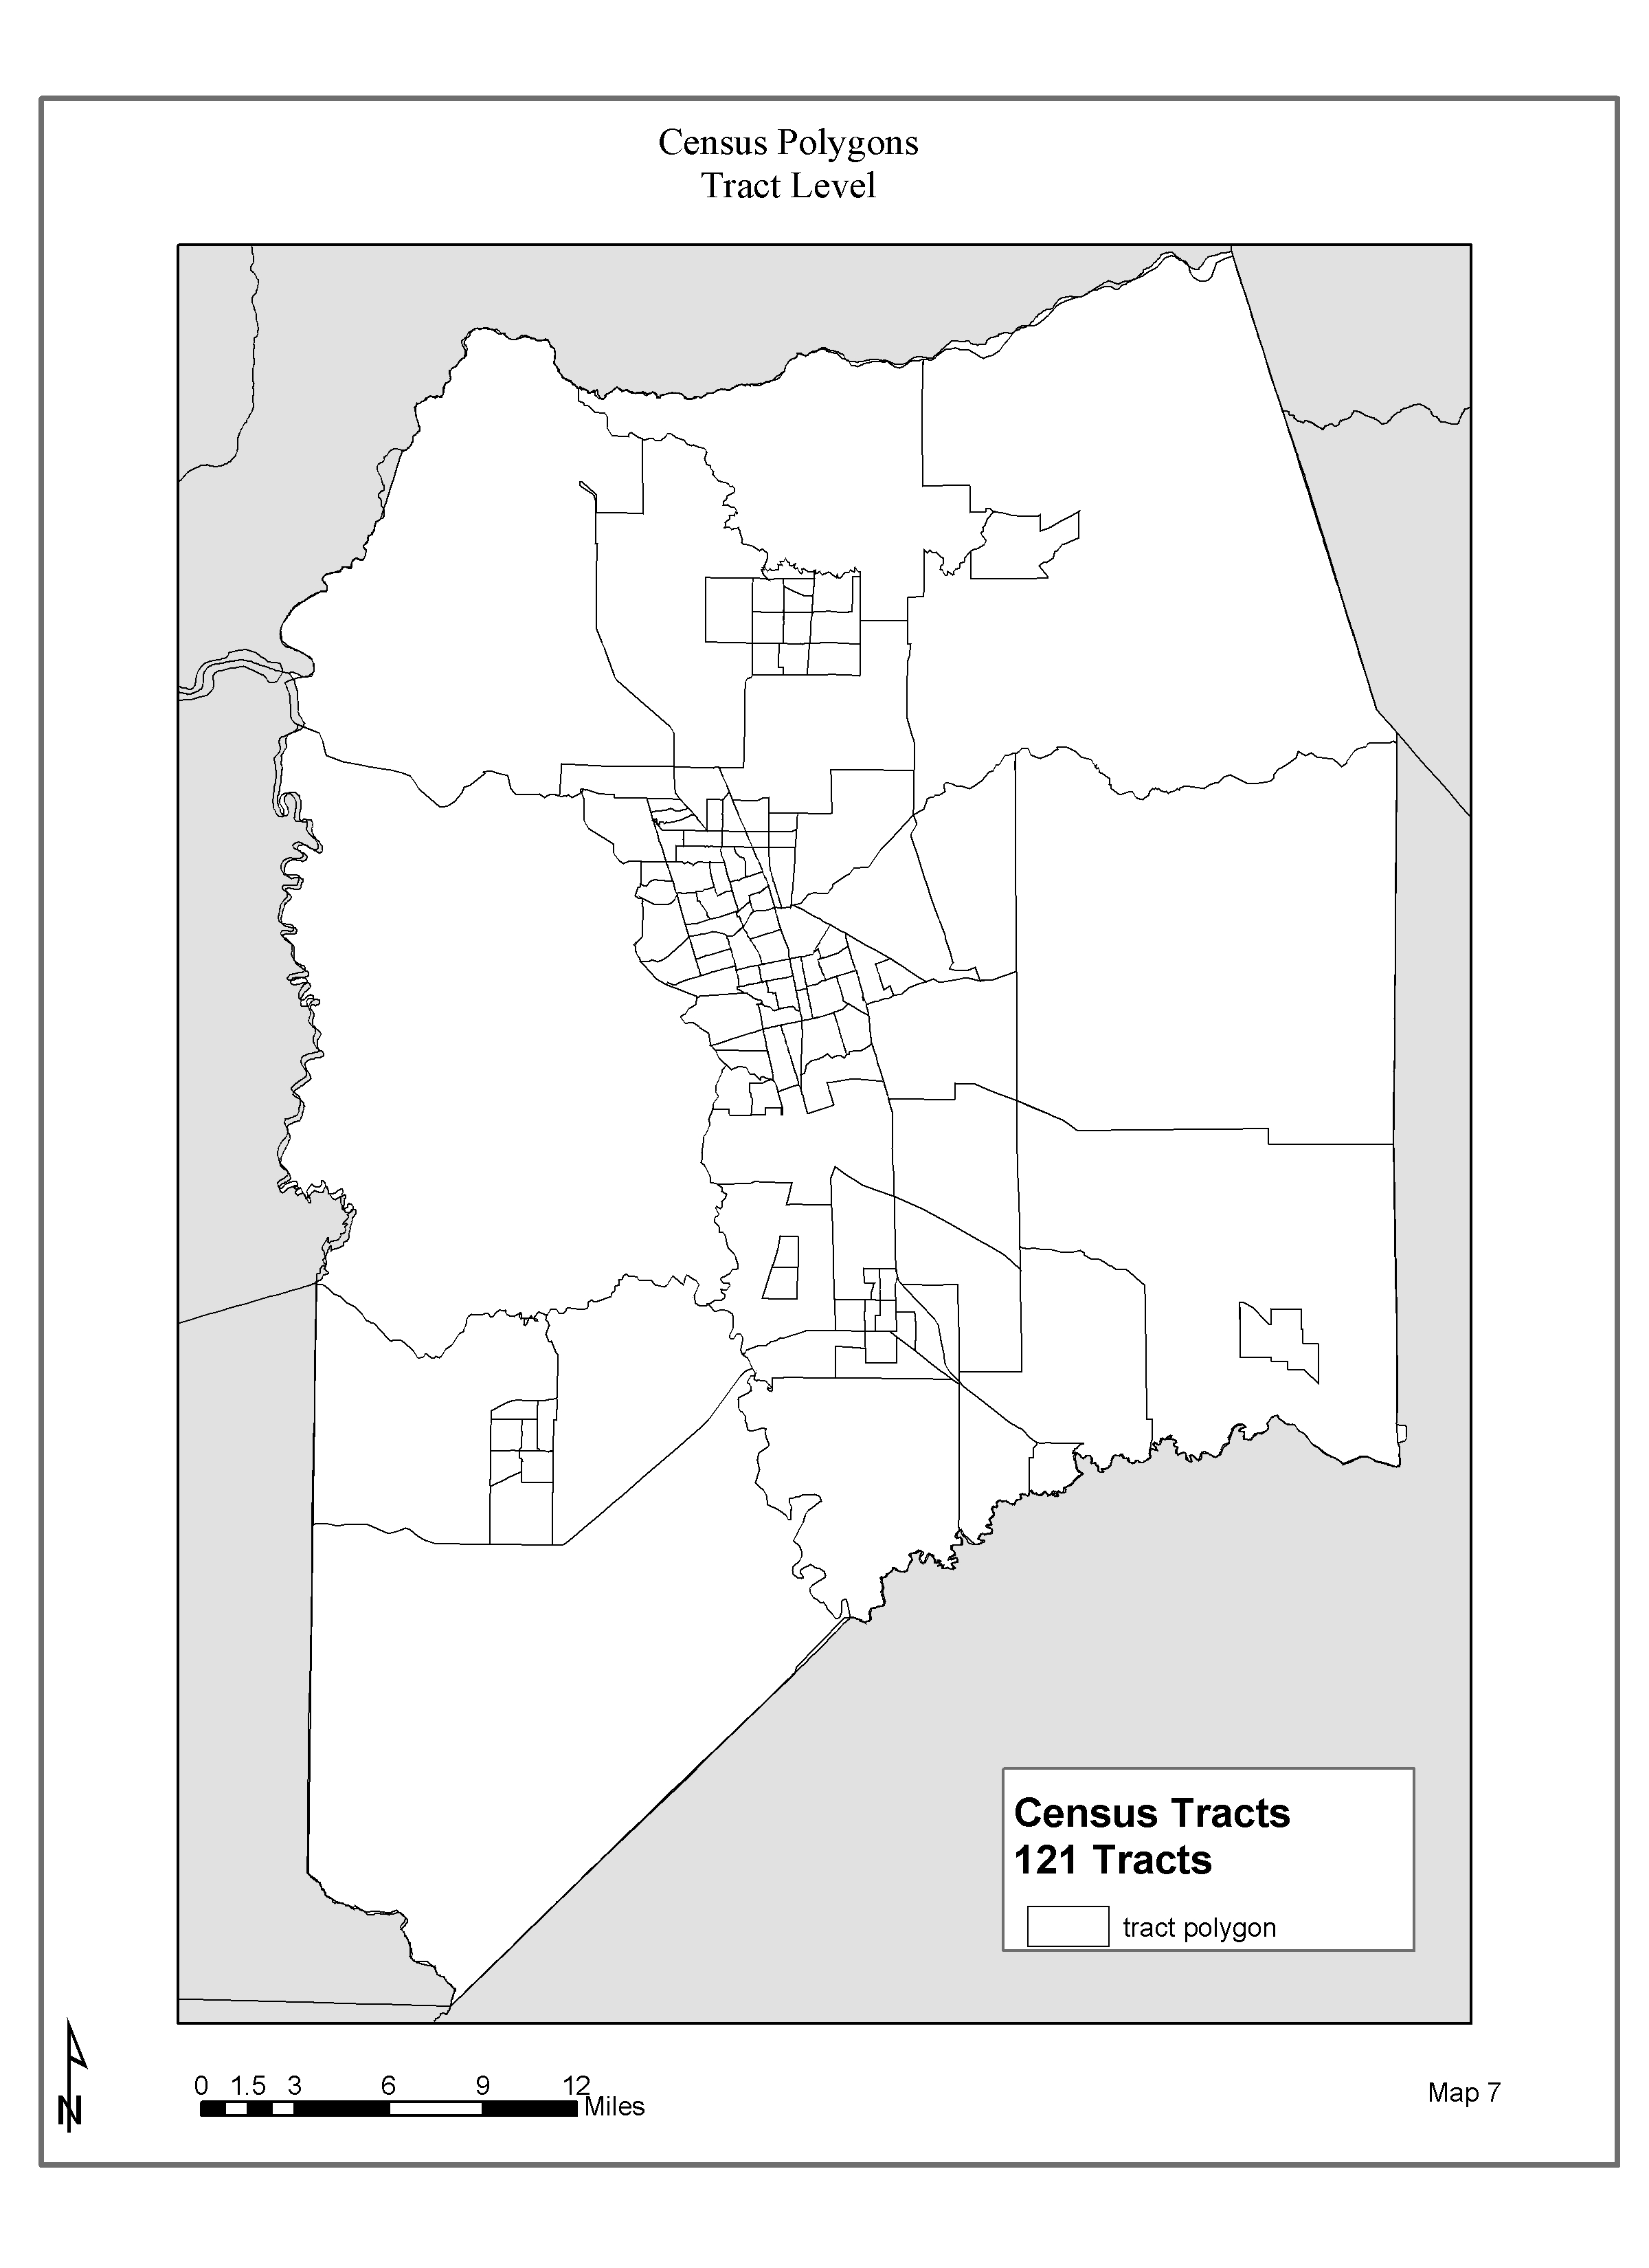 Census Polygons
Tract Level
Census Tracts
121 Tracts
tract polygon
0 1.5 3 6 9 12
Miles
N
Map 7